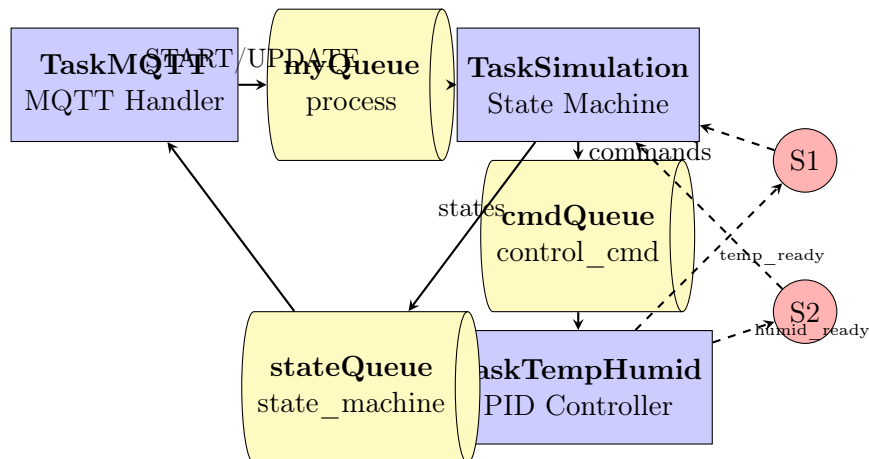 TaskMQTT
MQTT Handler
START/UPDATE
myQueue
process
TaskSimulation
State Machine
commands
S1
states
cmdQueue
control_cmd
temp_ready
S2
humid_ready
stateQueue
state_machine
askTempHumid
PID Controller